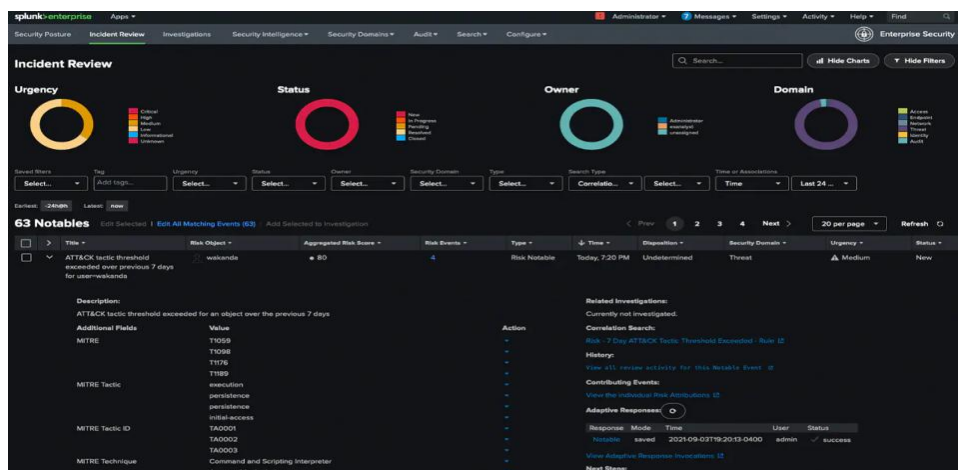 splunk>enterprise Apps Administrator 7 Messages Settings Activity Help Find
Security Posture Incident Review Investigations Security Intelligence Security Domains Audit Search Configure Enterprise Security
Incident Review Search... Hide Charts Hide Filters
Urgency Status Owner Domain
Critical
High
Medium
Low
Informational
Unknown
New
In Progress
Pending
Resolved
Closed
Administrator
esanalyst
unassigned
Access
Endpoint
Network
Threat
Identity
Audit
Saved filters Tag Urgency Status Owner Security Domain Type Search Type Time or Associations
Select... Add tags... Select... Select... Select... Select... Select... Correlatio... Select... Time Last 24 ...
Earliest: -24h@h Latest: now
63 Notables Edit Selected | Edit All Matching Events (63) | Add Selected to Investigation < Prev 1 2 3 4 Next > 20 per page Refresh
Title Risk Object Aggregated Risk Score Risk Events Type Time Disposition Security Domain Urgency Status
ATT&CK tactic threshold wakanda 80 4 Risk Notable Today, 7:20 PM Undetermined Threat Medium New
exceeded over previous 7 days
for user=wakanda
Description: Related Investigations:
ATT&CK tactic threshold exceeded for an object over the previous 7 days Currently not investigated.
Additional Fields Value Action Correlation Search:
MITRE T1059 Risk - 7 Day ATT&CK Tactic Threshold Exceeded - Rule
T1098 History:
T1176 View all review activity for this Notable Event
T1189
MITRE Tactic execution Contributing Events:
persistence View the individual Risk Attributions
persistence
initial-access Adaptive Responses:
MITRE Tactic ID TA0001 Response Mode Time User Status
TA0002 Notable saved 2021-09-03T19:20:13-0400 admin success
TA0003 View Adaptive Response Invocations
MITRE Technique Command and Scripting Interpreter Next Steps: